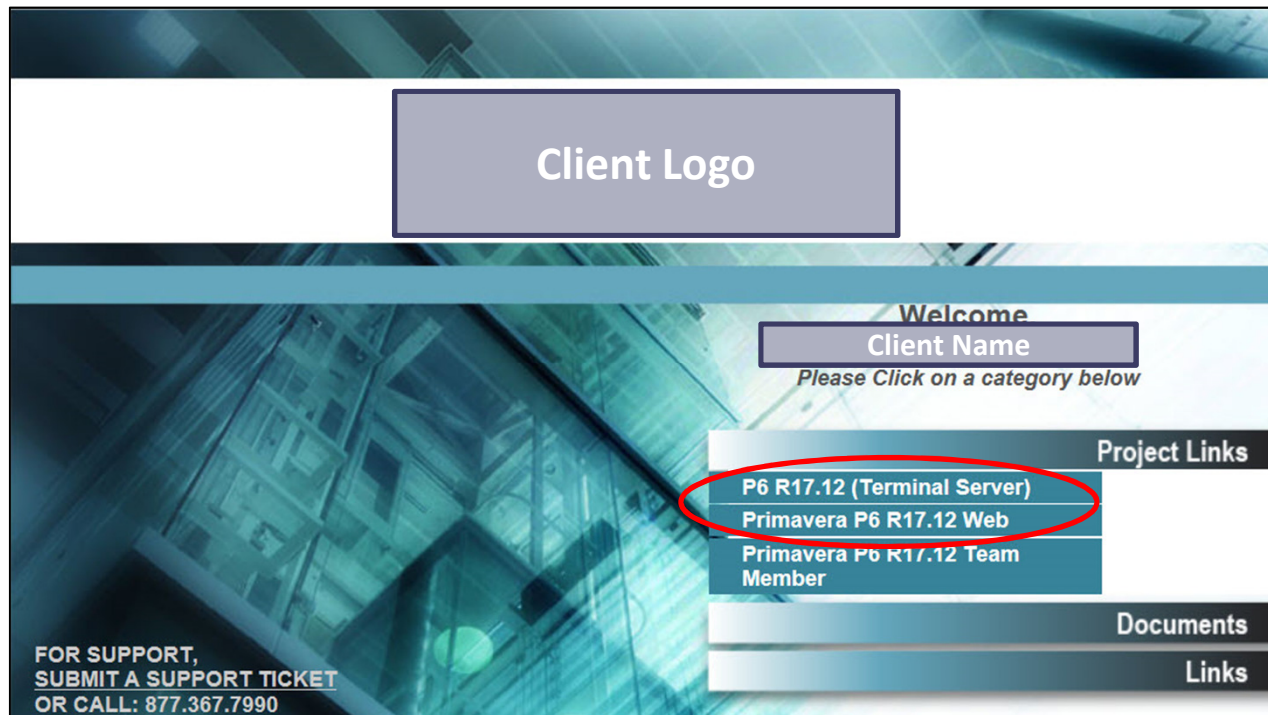 Client Logo
Welcome
Client Name
Please Click on a category below
Project Links
P6 R17.12 (Terminal Server)
Primavera P6 R17.12 Web
Primavera P6 R17.12 Team
Member
Documents
Links
FOR SUPPORT,
SUBMIT A SUPPORT TICKET
OR CALL: 877.367.7990